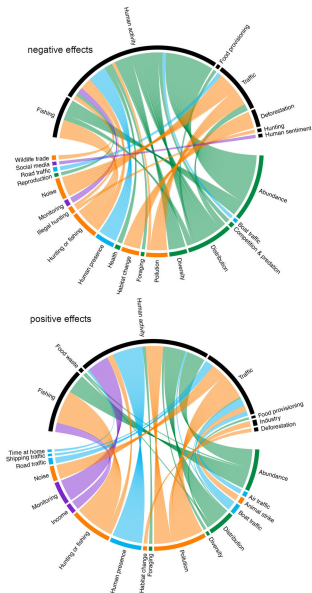 negative effects
Human activity
Food provisioning
Traffic
Deforestation
Hunting
Human sentiment
Fishing
Wildlife trade
Social media
Road traffic
Reproduction
Noise
Monitoring
Illegal hunting
Hunting or fishing
Human presence
Health
Habitat change
Foraging
Pollution
Diversity
Distribution
Competition & predation
Boat traffic
Abundance
positive effects
Human activity
Food waste
Fishing
Traffic
Food provisioning
Industry
Deforestation
Time at home
Shipping traffic
Road traffic
Noise
Monitoring
Income
Hunting or fishing
Human presence
Habitat change
Foraging
Pollution
Diversity
Distribution
Boat traffic
Animal strike
Air traffic
Abundance